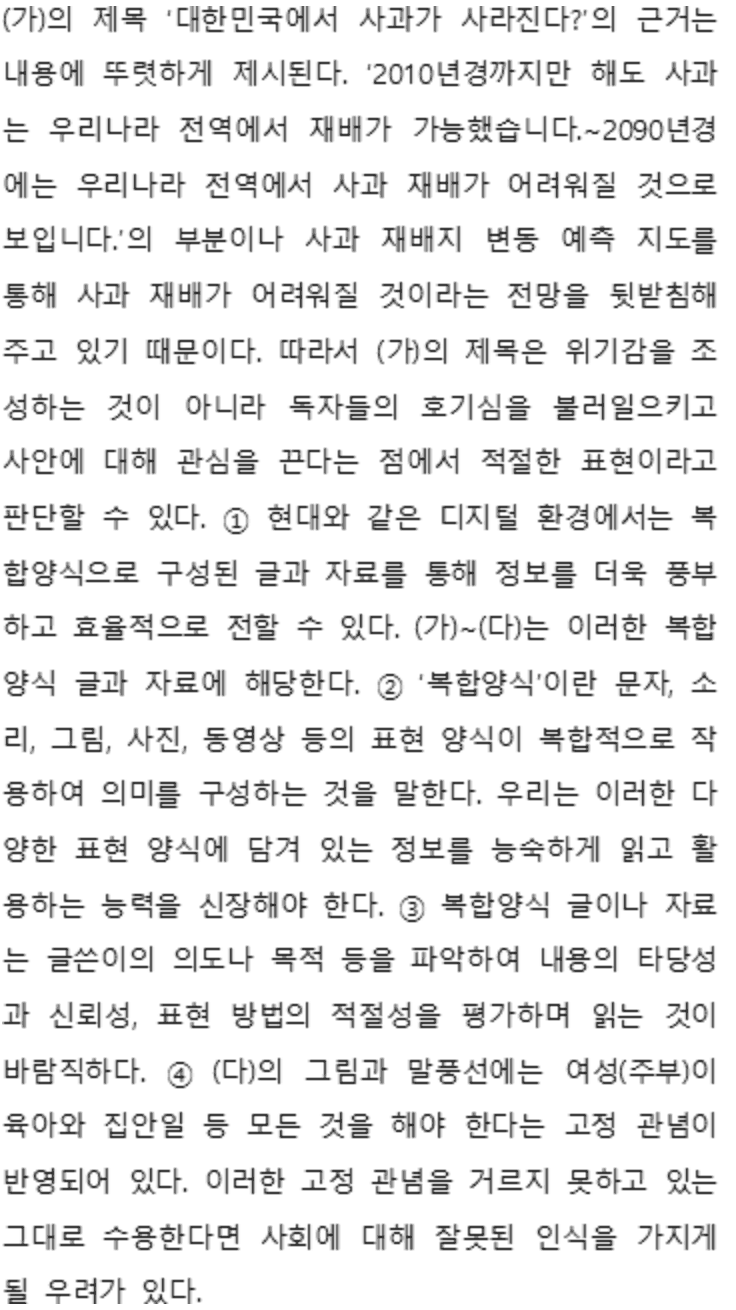 (가)의 제목 '대한민국에서 사과가 사라진다?'의 근거는
내용에 뚜렷하게 제시된다. '2010년경까지만 해도 사과
는 우리나라 전역에서 재배가 가능했습니다.~2090년경
에는 우리나라 전역에서 사과 재배가 어려워질 것으로
보입니다.'의 부분이나 사과 재배지 변동 예측 지도를
통해 사과 재배가 어려워질 것이라는 전망을 뒷받침해
주고 있기 때문이다. 따라서 (가)의 제목은 위기감을 조
성하는 것이 아니라 독자들의 호기심을 불러일으키고
사안에 대해 관심을 끈다는 점에서 적절한 표현이라고
판단할 수 있다. ① 현대와 같은 디지털 환경에서는 복
합양식으로 구성된 글과 자료를 통해 정보를 더욱 풍부
하고 효율적으로 전할 수 있다. (가)~(다)는 이러한 복합
양식 글과 자료에 해당한다. ② '복합양식'이란 문자, 소
리, 그림, 사진, 동영상 등의 표현 양식이 복합적으로 작
용하여 의미를 구성하는 것을 말한다. 우리는 이러한 다
양한 표현 양식에 담겨 있는 정보를 능숙하게 읽고 활
용하는 능력을 신장해야 한다. ③ 복합양식 글이나 자료
는 글쓴이의 의도나 목적 등을 파악하여 내용의 타당성
과 신뢰성, 표현 방법의 적절성을 평가하며 읽는 것이
바람직하다. ④ (다)의 그림과 말풍선에는 여성(주부)이
육아와 집안일 등 모든 것을 해야 한다는 고정 관념이
반영되어 있다. 이러한 고정 관념을 거르지 못하고 있는
그대로 수용한다면 사회에 대해 잘못된 인식을 가지게
될 우려가 있다.